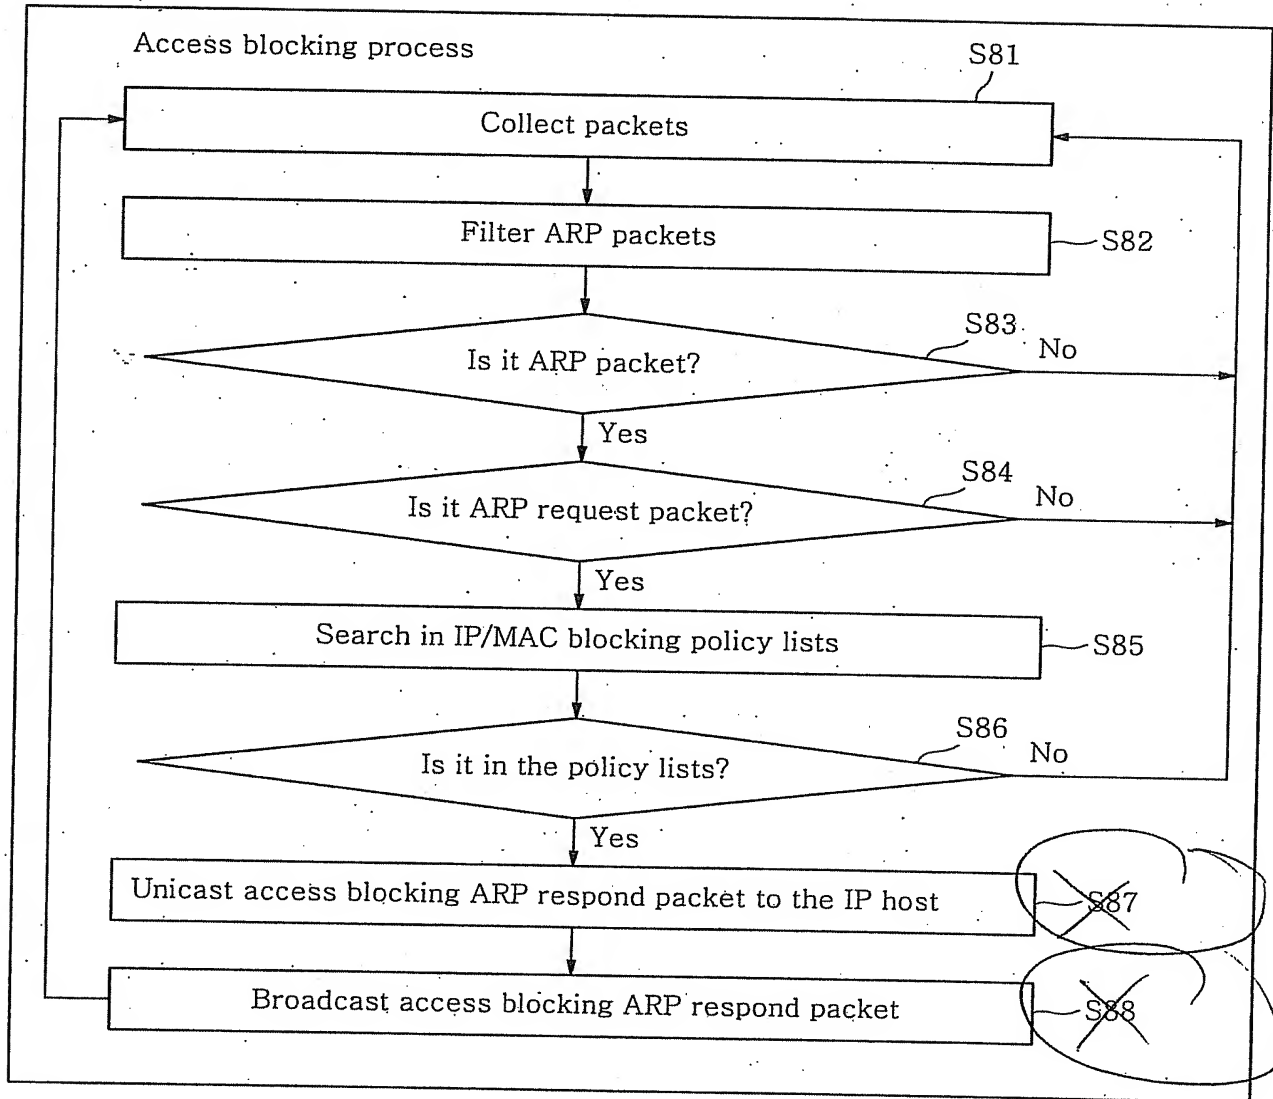 Access blocking process
S81
Collect packets
Filter ARP packets
S82
S83
Is it ARP packet?
No
Yes
S84
Is it ARP request packet?
No
Yes
Search in IP/MAC blocking policy lists
S85
S86
Is it in the policy lists?
No
Yes
Unicast access blocking ARP respond packet to the IP host
S87
Broadcast access blocking ARP respond packet
S88